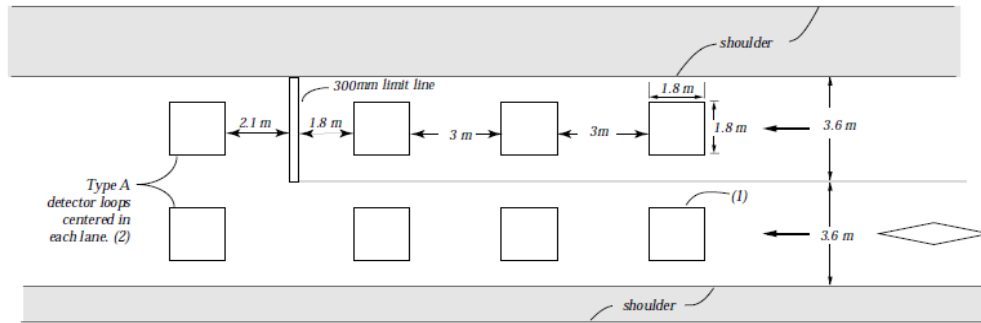 shoulder
300mm limit line
1.8 m
2.1 m
1.8 m
3 m
3m
1.8 m
3.6 m
Type A
detector loops
centered in
each lane. (2)
(1)
3.6 m
shoulder